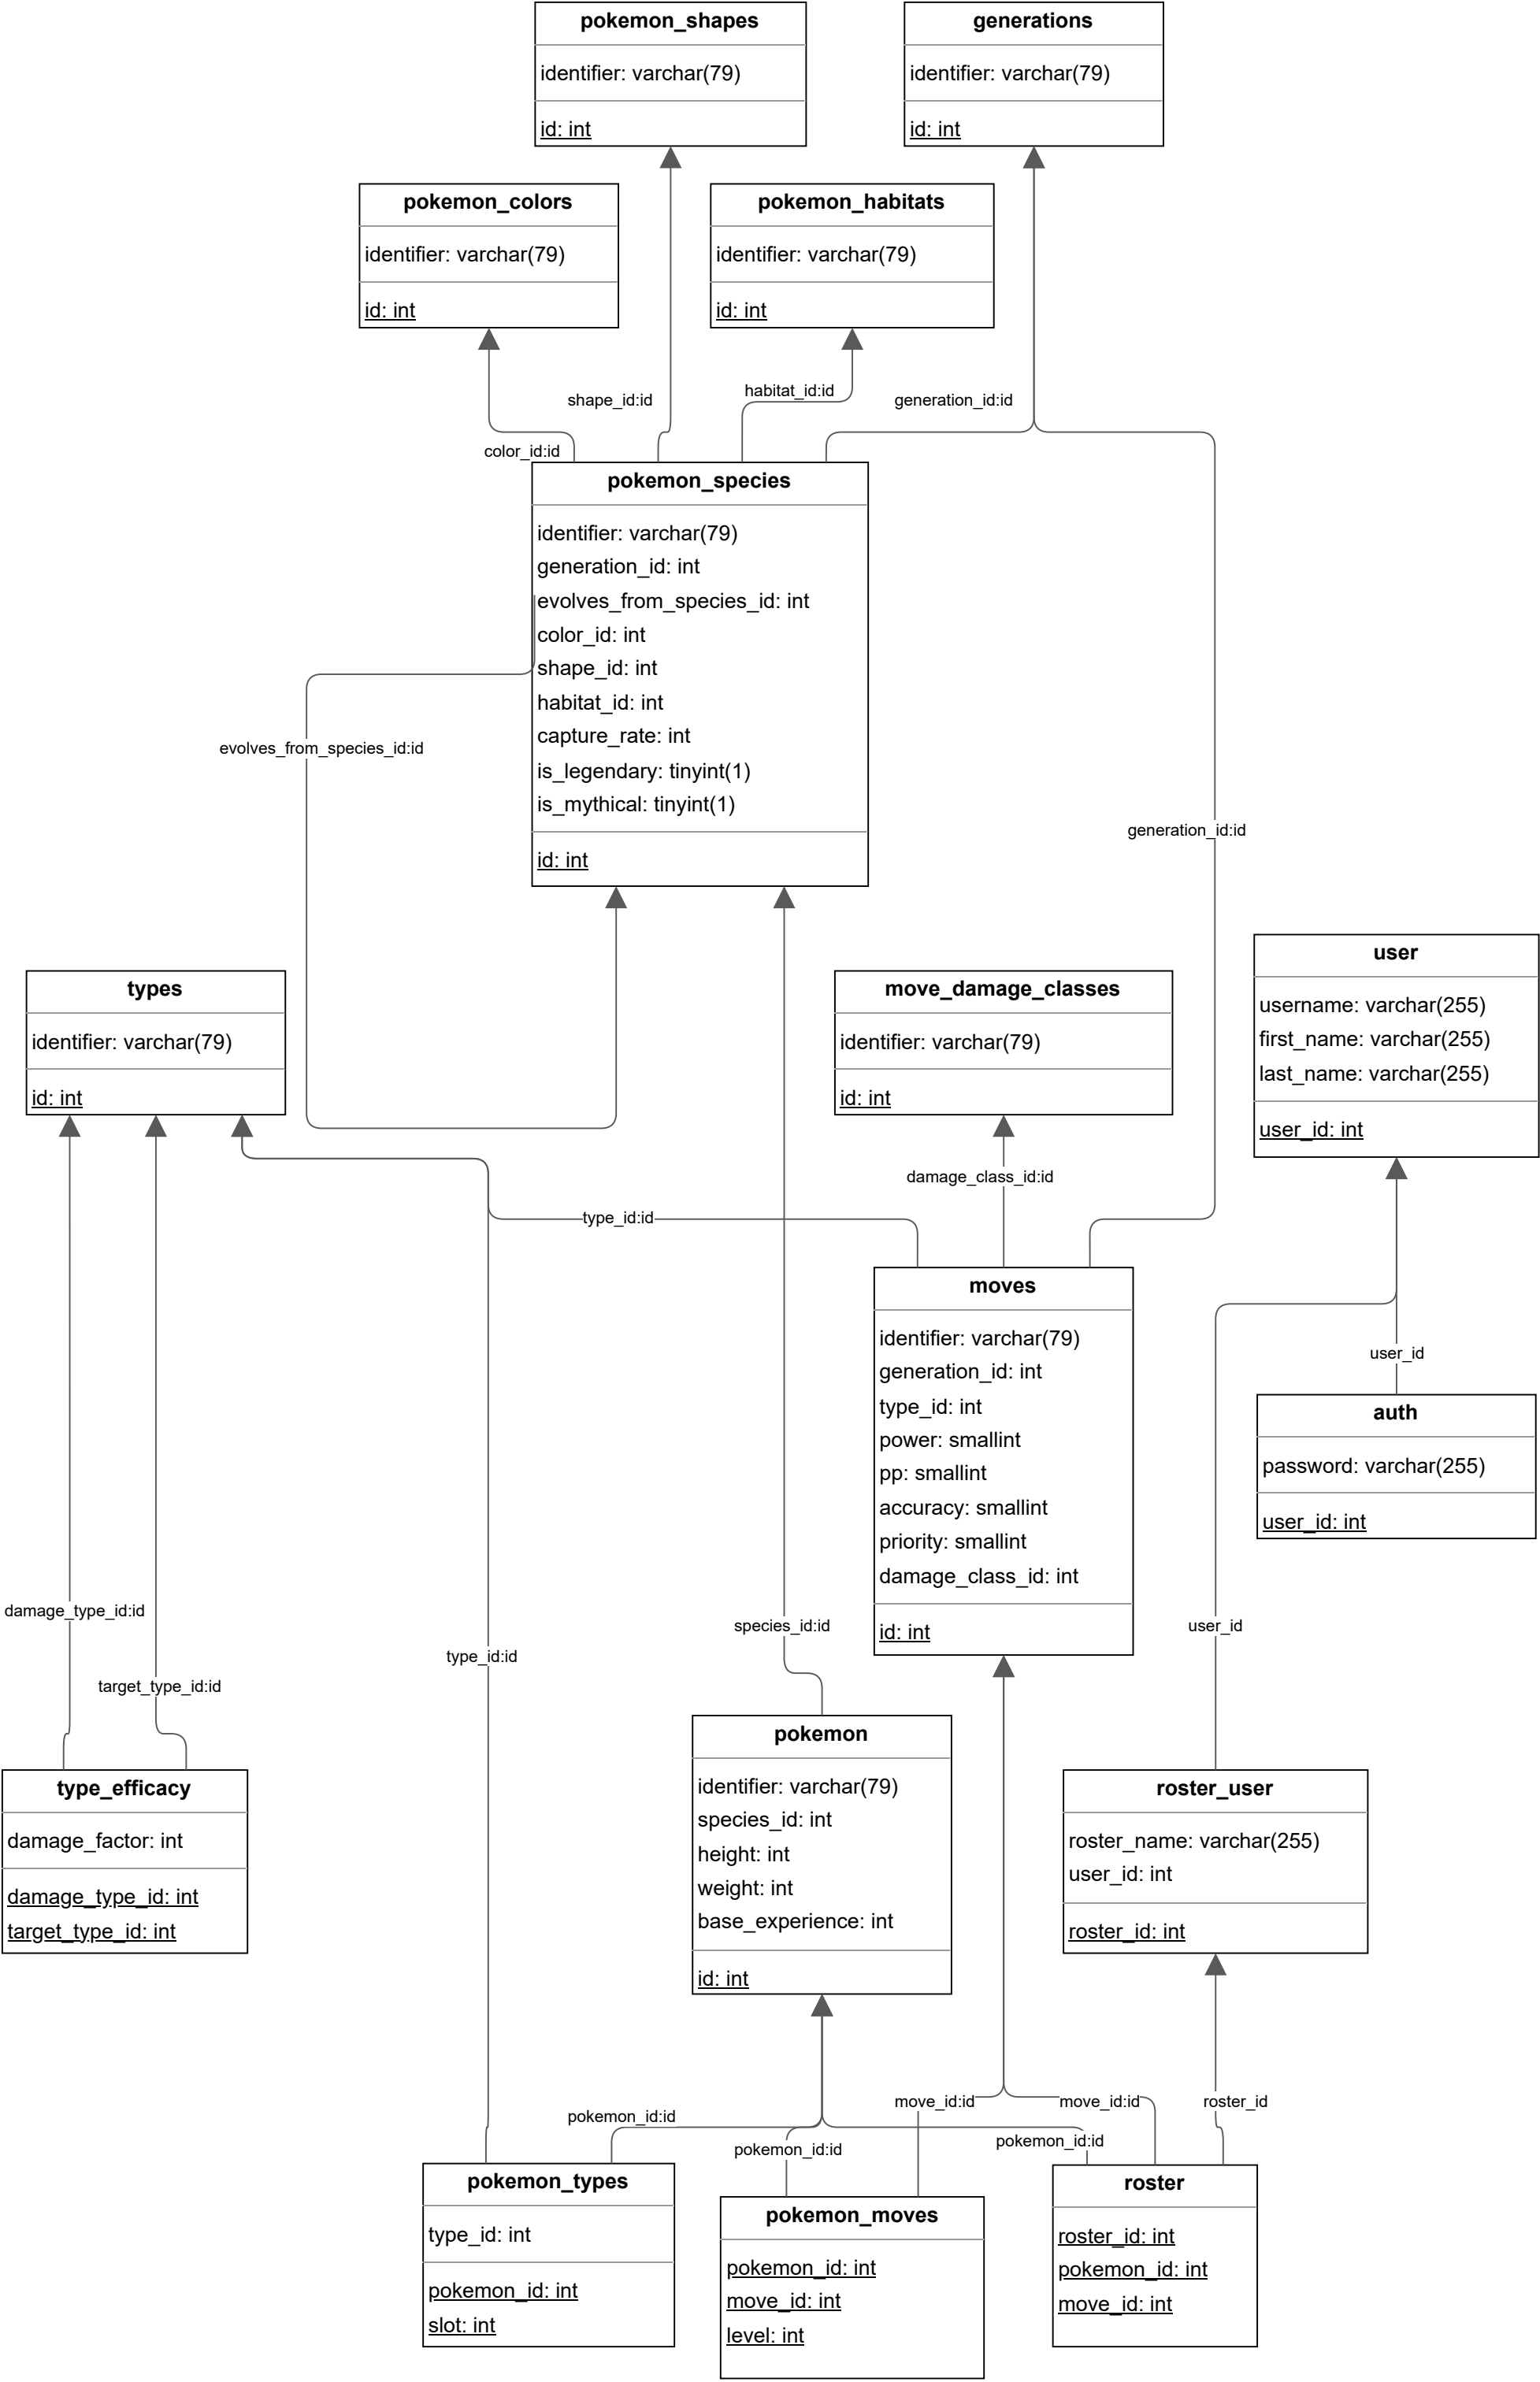 pokemon_shapes
identifier: varchar(79)
id: int
generations
identifier: varchar(79)
id: int
pokemon_colors
identifier: varchar(79)
id: int
pokemon_habitats
identifier: varchar(79)
id: int
shape_id:id
habitat_id:id
generation_id:id
color_id:id
pokemon_species
identifier: varchar(79)
generation_id: int
evolves_from_species_id: int
color_id: int
shape_id: int
habitat_id: int
capture_rate: int
is_legendary: tinyint(1)
is_mythical: tinyint(1)
id: int
evolves_from_species_id:id
generation_id:id
types
identifier: varchar(79)
id: int
move_damage_classes
identifier: varchar(79)
id: int
user
username: varchar(255)
first_name: varchar(255)
last_name: varchar(255)
user_id: int
damage_class_id:id
type_id:id
moves
identifier: varchar(79)
generation_id: int
type_id: int
power: smallint
pp: smallint
accuracy: smallint
priority: smallint
damage_class_id: int
id: int
user_id
auth
password: varchar(255)
user_id: int
damage_type_id:id
target_type_id:id
type_id:id
species_id:id
user_id
type_efficacy
damage_factor: int
damage_type_id: int
target_type_id: int
pokemon
identifier: varchar(79)
species_id: int
height: int
weight: int
base_experience: int
id: int
roster_user
roster_name: varchar(255)
user_id: int
roster_id: int
pokemon_id:id
pokemon_id:id
move_id:id
pokemon_id:id
move_id:id
roster_id
pokemon_types
type_id: int
pokemon_id: int
slot: int
pokemon_moves
pokemon_id: int
move_id: int
level: int
roster
roster_id: int
pokemon_id: int
move_id: int